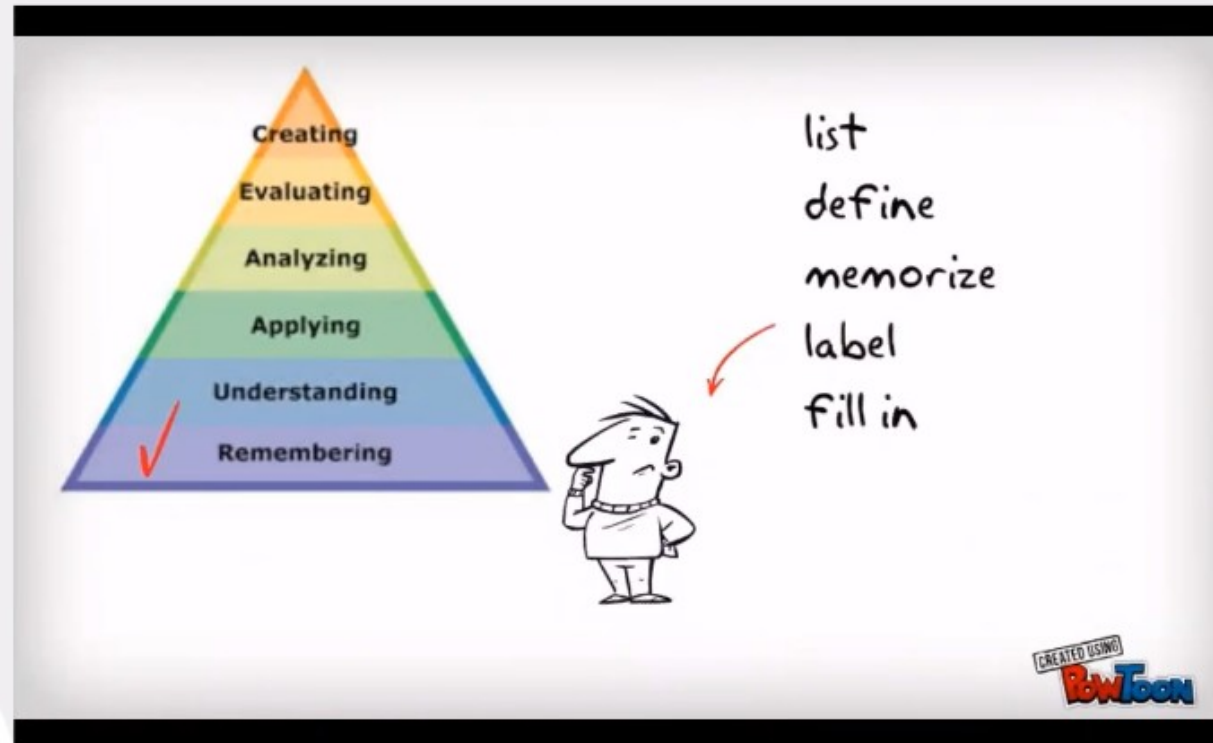 Creating
Evaluating
Analyzing
Applying
Understanding
Remembering
list
define
memorize
label
fill in
CREATED USING
POWTOON